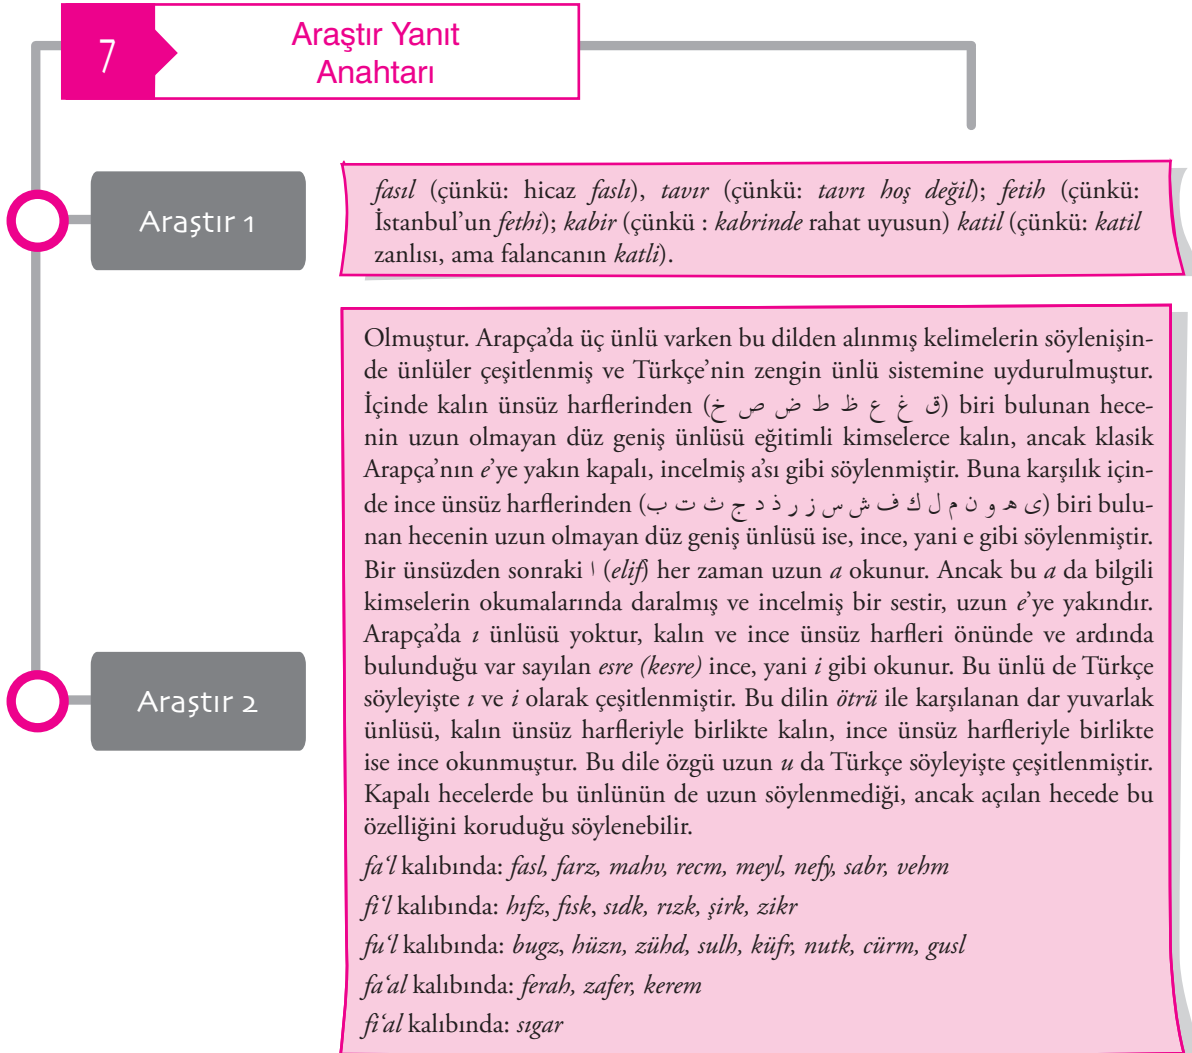 7
Araştır Yanıt
Anahtarı
Araştır 1
fasıl (çünkü: hicaz faslı), tavır (çünkü: tavrı hoş değil); fetih (çünkü:
İstanbul’un fethi); kabir (çünkü : kabrinde rahat uyusun) katil (çünkü: katil
zanlısı, ama falancanın katli).
Araştır 2
Olmuştur. Arapça’da üç ünlü varken bu dilden alınmış kelimelerin söylenişin-
de ünlüler çeşitlenmiş ve Türkçe’nin zengin ünlü sistemine uydurulmuştur.
İçinde kalın ünsüz harflerinden (ق غ ع ظ ط ض ص خ) biri bulunan hece-
nin uzun olmayan düz geniş ünlüsü eğitimli kimselerce kalın, ancak klasik
Arapça’nın e’ye yakın kapalı, incelmiş a’sı gibi söylenmiştir. Buna karşılık için-
de ince ünsüz harflerinden (ى ه و ن م ل ك ف ش س ز ر ذ د ج ث ت ب) biri bulu-
nan hecenin uzun olmayan düz geniş ünlüsü ise, ince, yani e gibi söylenmiştir.
Bir ünsüzden sonraki ا (elif) her zaman uzun a okunur. Ancak bu a da bilgili
kimselerin okumalarında daralmış ve incelmiş bir sestir, uzun e’ye yakındır.
Arapça’da ı ünlüsü yoktur, kalın ve ince ünsüz harfleri önünde ve ardında
bulunduğu var sayılan esre (kesre) ince, yani i gibi okunur. Bu ünlü de Türkçe
söyleyişte ı ve i olarak çeşitlenmiştir. Bu dilin ötrü ile karşılanan dar yuvarlak
ünlüsü, kalın ünsüz harfleriyle birlikte kalın, ince ünsüz harfleriyle birlikte
ise ince okunmuştur. Bu dile özgü uzun u da Türkçe söyleyişte çeşitlenmiştir.
Kapalı hecelerde bu ünlünün de uzun söylenmediği, ancak açılan hecede bu
özelliğini koruduğu söylenebilir.
fa‘l kalıbında: fasl, farz, mahv, recm, meyl, nefy, sabr, vehm
fi‘l kalıbında: hıfz, fısk, sıdk, rızk, şirk, zikr
fu‘l kalıbında: bugz, hüzn, zühd, sulh, küfr, nutk, cürm, gusl
fa‘al kalıbında: ferah, zafer, kerem
fi‘al kalıbında: sıgar